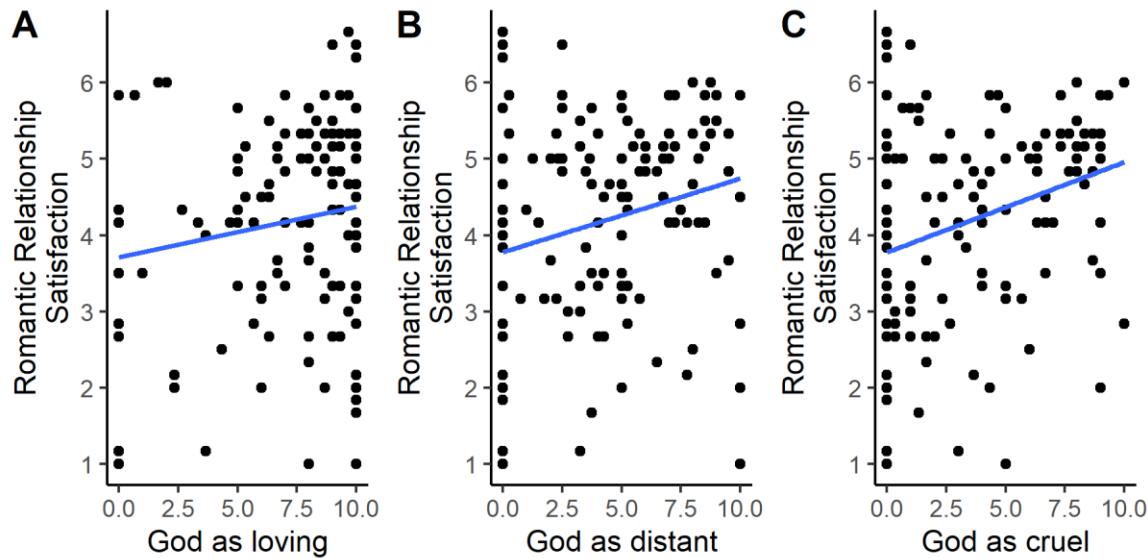 A
Romantic Relationship
Satisfaction
6
5
4
3
2
1
0.0 2.5 5.0 7.5 10.0
God as loving
B
Romantic Relationship
Satisfaction
6
5
4
3
2
1
0.0 2.5 5.0 7.5 10.0
God as distant
C
Romantic Relationship
Satisfaction
6
5
4
3
2
1
0.0 2.5 5.0 7.5 10.0
God as cruel